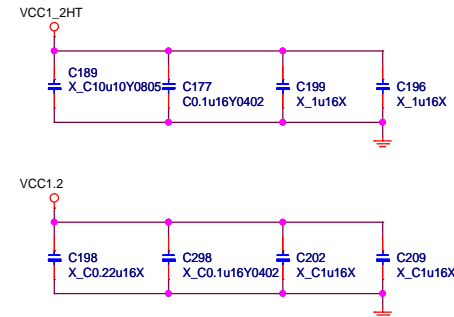 VCC1_2HT
C189
X_C10u10Y0805
C177
C0.1u16Y0402
C199
X_1u16X
C196
X_1u16X
VCC1.2
C198
X_C0.22u16X
C298
X_C0.1u16Y0402
C202
X_C1u16X
C209
X_C1u16X